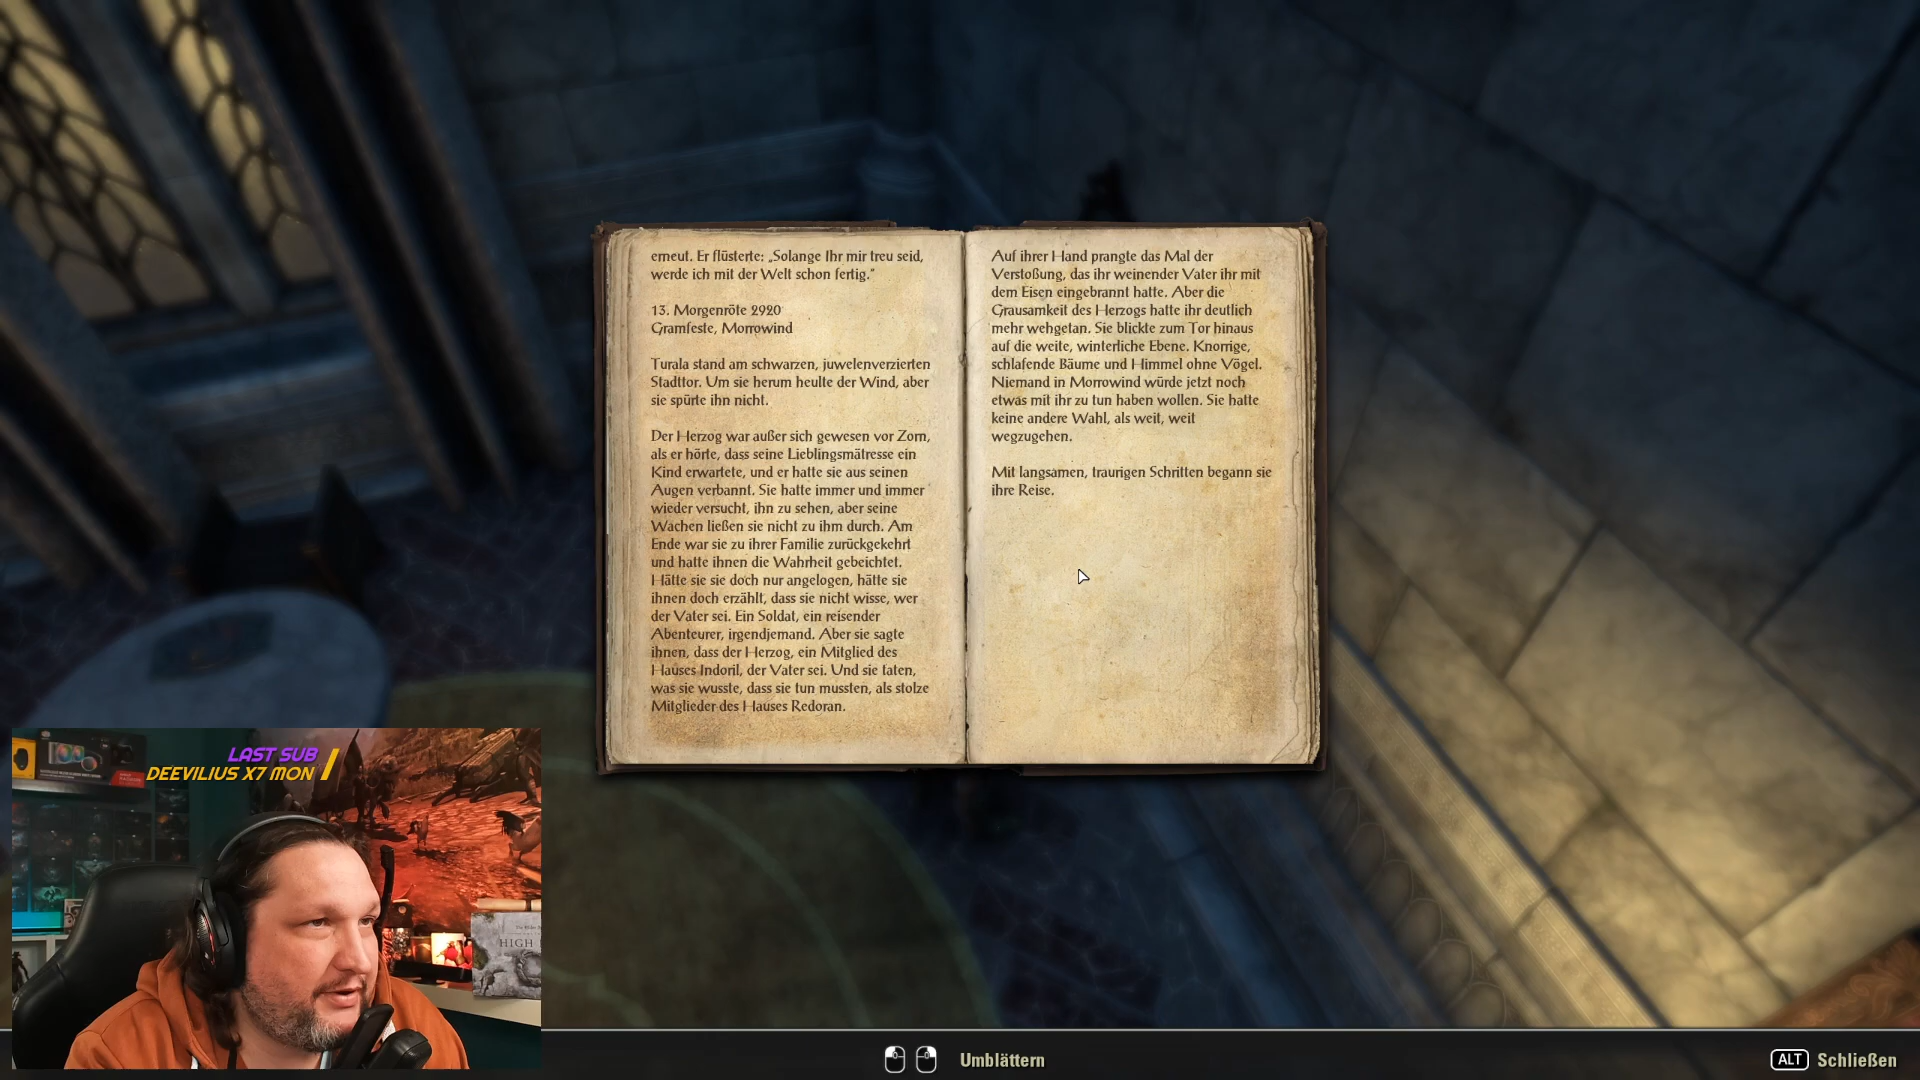 erneut. Er flüsterte: „Solange Ihr mir treu seid,
werde ich mit der Welt schon fertig.“
13. Morgenröte 2920
Gramfeste, Morrowind
Turala stand am schwarzen, juwelenverzierten
Stadttor. Um sie herum heulte der Wind, aber
sie spürte ihn nicht.
Der Herzog war außer sich gewesen vor Zorn,
als er hörte, dass seine Lieblingsmätresse ein
Kind erwartete, und er hatte sie aus seinen
Augen verbannt. Sie hatte immer und immer
wieder versucht, ihn zu sehen, aber seine
Wachen ließen sie nicht zu ihm durch. Am
Ende war sie zu ihrer Familie zurückgekehrt
und hatte ihnen die Wahrheit gebeichtet.
Hätte sie sie doch nur angelogen, hätte sie
ihnen doch erzählt, dass sie nicht wisse, wer
der Vater sei. Ein Soldat, ein reisender
Abenteurer, irgendjemand. Aber sie sagte
ihnen, dass der Herzog, ein Mitglied des
Hauses Indoril, der Vater sei. Und sie taten,
was sie wusste, dass sie tun mussten, als stolze
Mitglieder des Hauses Redoran.
Auf ihrer Hand prangte das Mal der
Verstoßung, das ihr weinender Vater ihr mit
dem Eisen eingebrannt hatte. Aber die
Grausamkeit des Herzogs hatte ihr deutlich
mehr wehgetan. Sie blickte zum Tor hinaus
auf die weite, winterliche Ebene. Knorrige,
schlafende Bäume und Himmel ohne Vögel.
Niemand in Morrowind würde jetzt noch
etwas mit ihr zu tun haben wollen. Sie hatte
keine andere Wahl, als weit, weit
wegzugehen.
Mit langsamen, traurigen Schritten begann sie
ihre Reise.
LAST SUB
DEEVILIUS X7 MON
HIGH
Umblättern
ALT Schließen